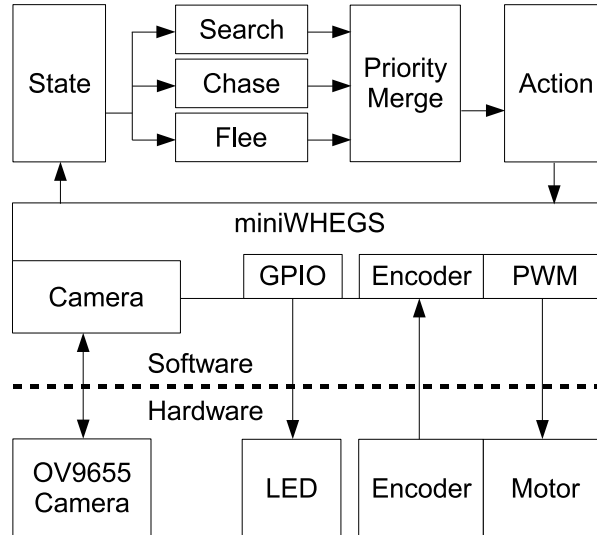 Search
State
Chase
Priority
Merge
Action
Flee
miniWHEGS
Camera
GPIO
Encoder
PWM
Software
Hardware
OV9655
Camera
LED
Encoder
Motor